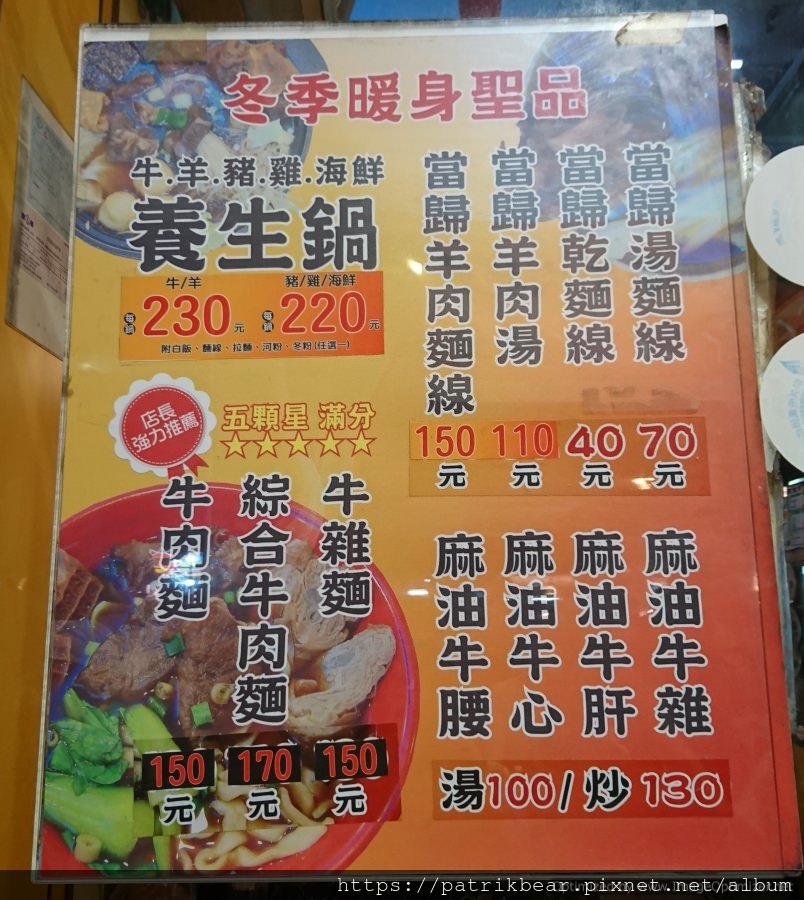 冬季暖身聖品
牛.羊.豬.雞.海鮮
養生鍋
牛/羊
每鍋230元
豬/雞/海鮮
每鍋220元
附白飯、麵線、拉麵、河粉、冬粉(任選一)
當歸湯麵線
70元
當歸乾麵線
40元
當歸羊肉湯
110元
當歸羊肉麵線
150元
店長
強力推薦
五顆星 滿分
牛雜麵
150元
綜合牛肉麵
170元
牛肉麵
150元
麻油牛雜
麻油牛肝
麻油牛心
麻油牛腰
湯100/炒130
https://patrikbear.pixnet.net/album